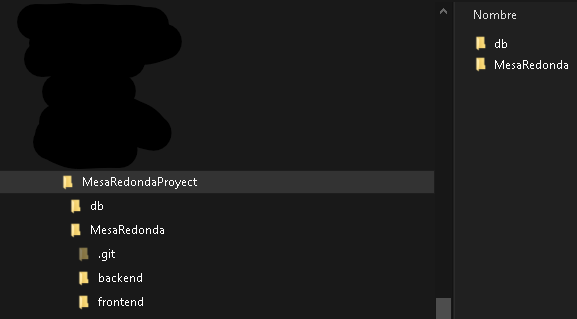 MesaRedondaProyect
db
MesaRedonda
.git
backend
frontend
Nombre
db
MesaRedonda